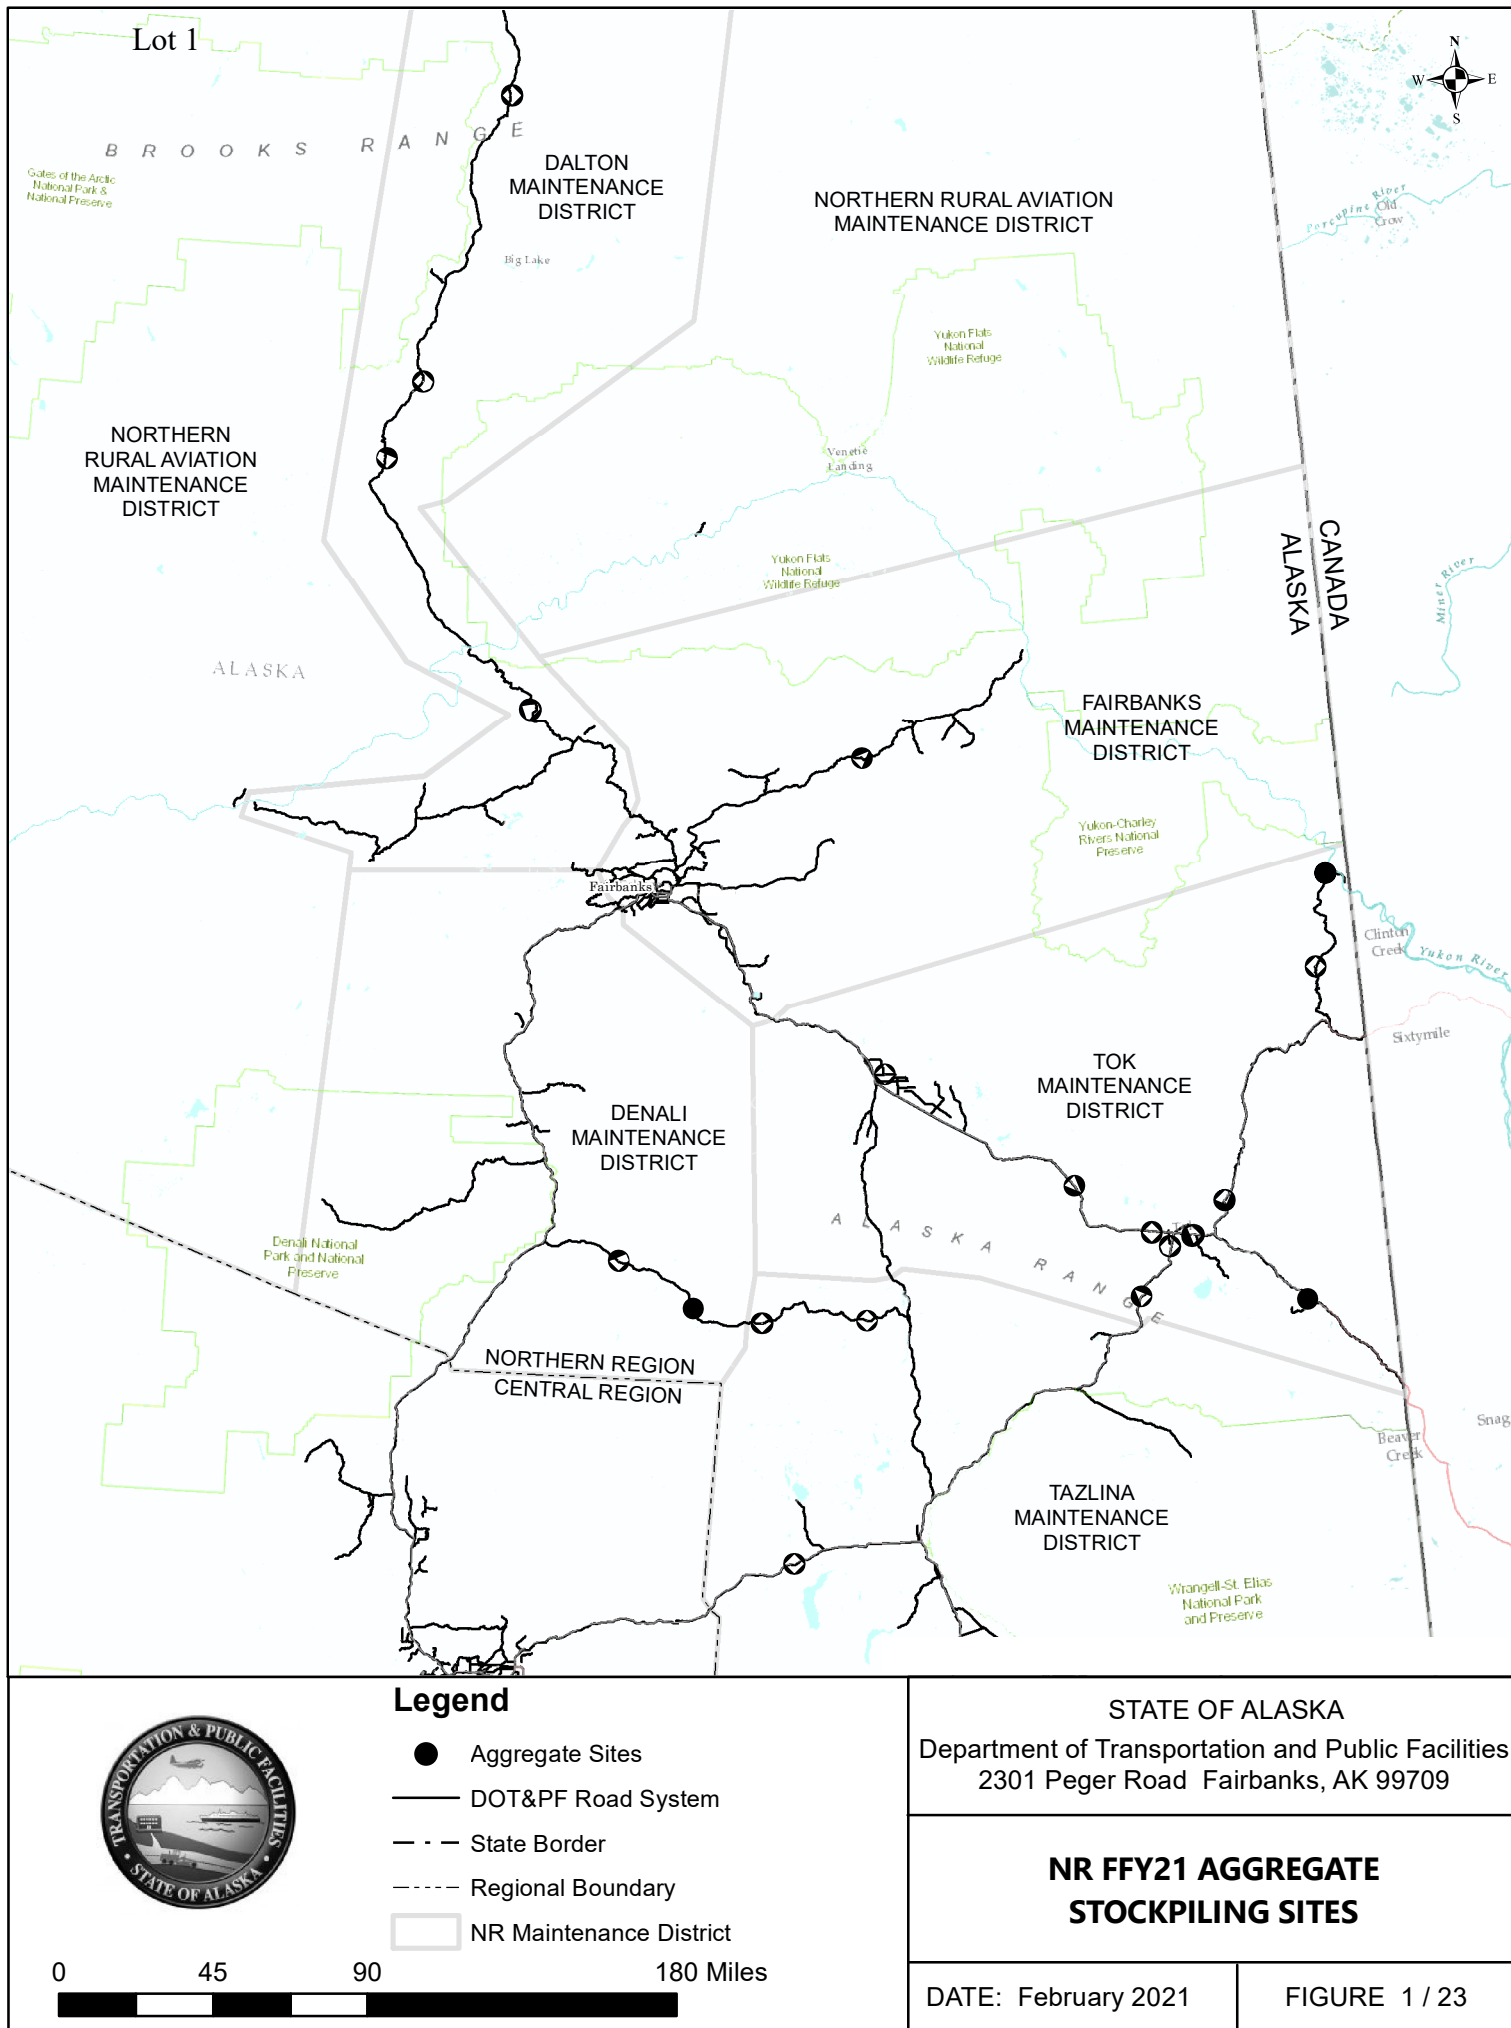 Lot 1
N
W
E
S
BROOKS RANGE
Gates of the Arctic
National Park &
National Preserve
DALTON
MAINTENANCE
DISTRICT
NORTHERN RURAL AVIATION
MAINTENANCE DISTRICT
Porcupine River
Old
Crow
Big Lake
Yukon Flats
National
Wildlife Refuge
NORTHERN
RURAL AVIATION
MAINTENANCE
DISTRICT
Venetie
Landing
CANADA
ALASKA
Yukon Flats
National
Wildlife Refuge
Miner River
ALASKA
FAIRBANKS
MAINTENANCE
DISTRICT
Yukon-Charley
Rivers National
Preserve
Fairbanks
Clinton
Creek
Yukon River
Sixtymile
TOK
MAINTENANCE
DISTRICT
DENALI
MAINTENANCE
DISTRICT
ALASKA RANGE
Denali National
Park and National
Preserve
NORTHERN REGION
CENTRAL REGION
Snag
Beaver
Creek
TAZLINA
MAINTENANCE
DISTRICT
Wrangell-St. Elias
National Park
and Preserve
TRANSPORTATION & PUBLIC FACILITIES
STATE OF ALASKA
Legend
Aggregate Sites
DOT&PF Road System
State Border
Regional Boundary
NR Maintenance District
0 45 90 180 Miles
STATE OF ALASKA
Department of Transportation and Public Facilities
2301 Peger Road Fairbanks, AK 99709
NR FFY21 AGGREGATE
STOCKPILING SITES
DATE: February 2021
FIGURE 1 / 23